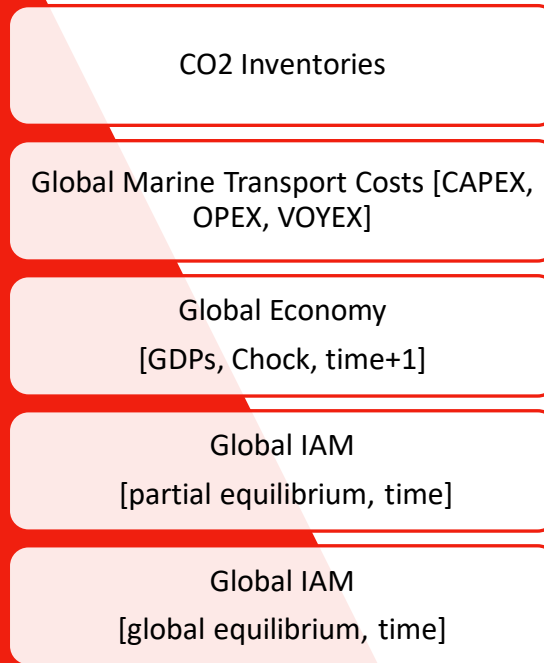 CO2 Inventories
Global Marine Transport Costs [CAPEX,
OPEX, VOYEX]
Global Economy
[GDPs, Chock, time+1]
Global IAM
[partial equilibrium, time]
Global IAM
[global equilibrium, time]